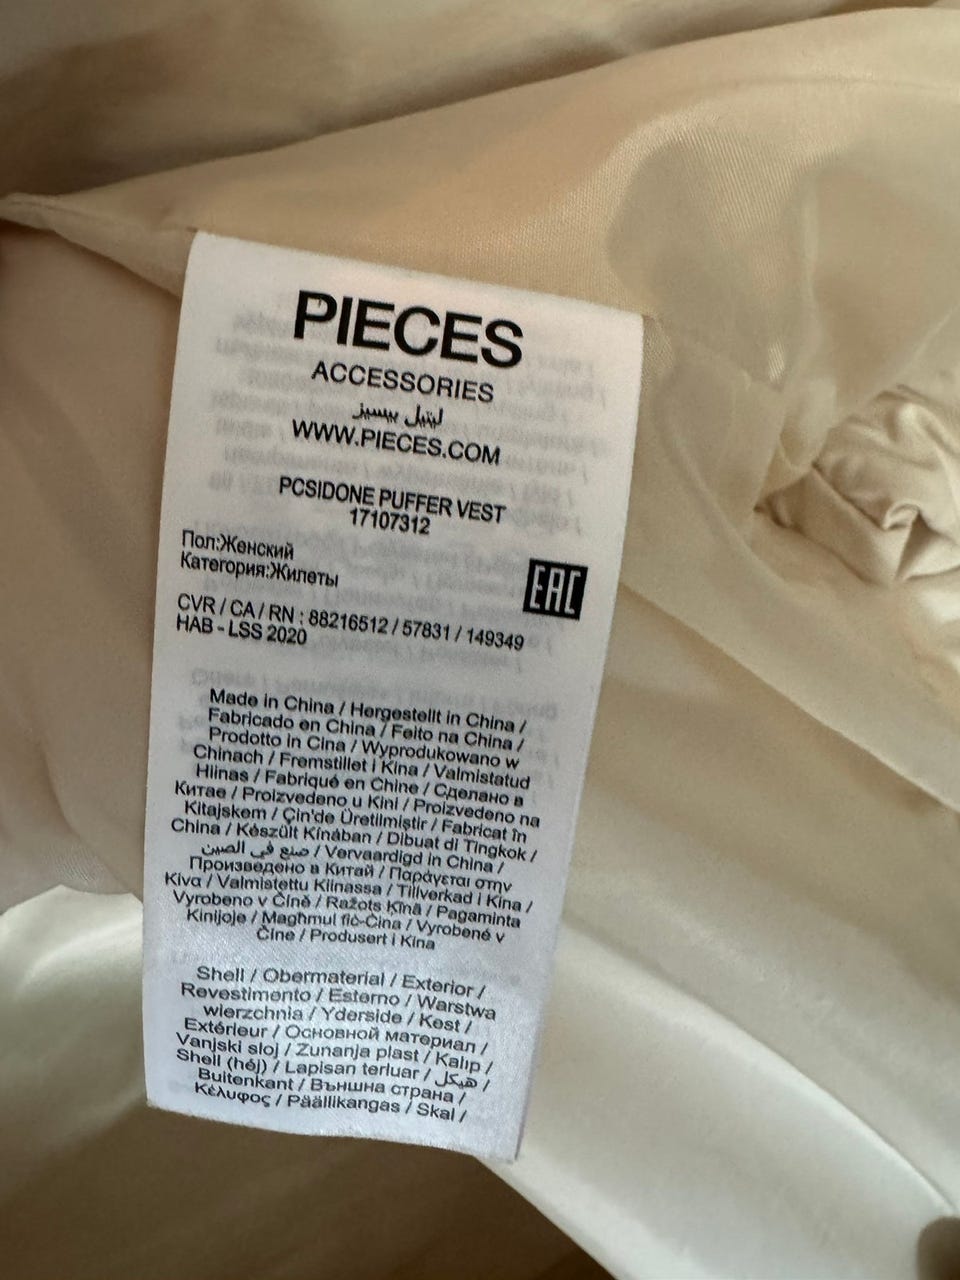 PIECES
ACCESSORIES
ليتيل بيسيز
WWW.PIECES.COM
PCSIDONE PUFFER VEST
17107312
Пол:Женский
Категория:Жилеты
EAC
CVR / CA / RN : 88216512 / 57831 / 149349
HAB - LSS 2020
Made in China / Hergestellt in China /
Fabricado en China / Feito na China /
Prodotto in Cina / Wyprodukowano w
Chinach / Fremstillet i Kina / Valmistatud
Hiinas / Fabriqué en Chine / Сделано в
Китае / Proizvedeno u Kini / Proizvedeno na
Kitajskem / Çin'de Üretilmiştir / Fabricat în
China / Készült Kínában / Dibuat di Tingkok /
صنع في الصين / Vervaardigd in China /
Произведено в Китай / Παράγεται στην
Κίνα / Valmistettu Kiinassa / Tillverkad i Kina /
Vyrobeno v Číně / Ražots Ķīnā / Pagaminta
Kinijoje / Magħmul fiċ-Ċina / Vyrobené v
Číne / Produsert i Kina
Shell / Obermaterial / Exterior /
Revestimento / Esterno / Warstwa
wierzchnia / Yderside / Kest /
Extérieur / Основной материал /
Vanjski sloj / Zunanja plast / Kalıp /
Shell (héj) / Lapisan terluar / هيكل /
Buitenkant / Външна страна /
Κέλυφος / Päällikangas / Skal /